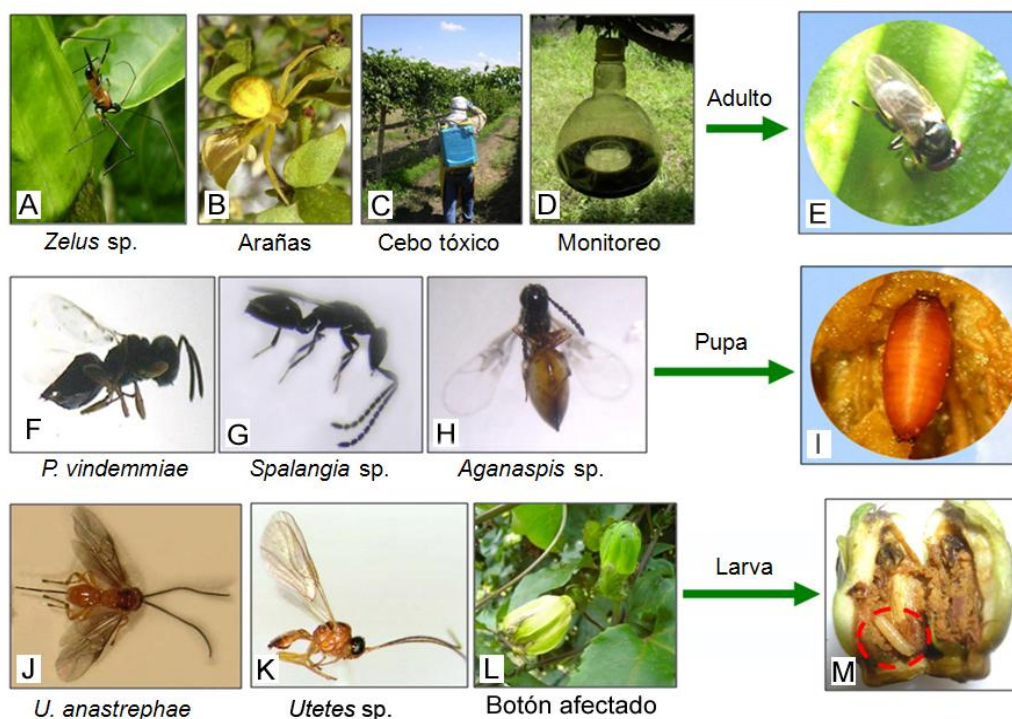 A
B
C
D
Adulto
E
Zelus sp.
Arañas
Cebo tóxico
Monitoreo
F
G
H
Pupa
I
P. vindemmiae
Spalangia sp.
Aganaspis sp.
J
K
L
Larva
M
U. anastrephae
Utetes sp.
Botón afectado